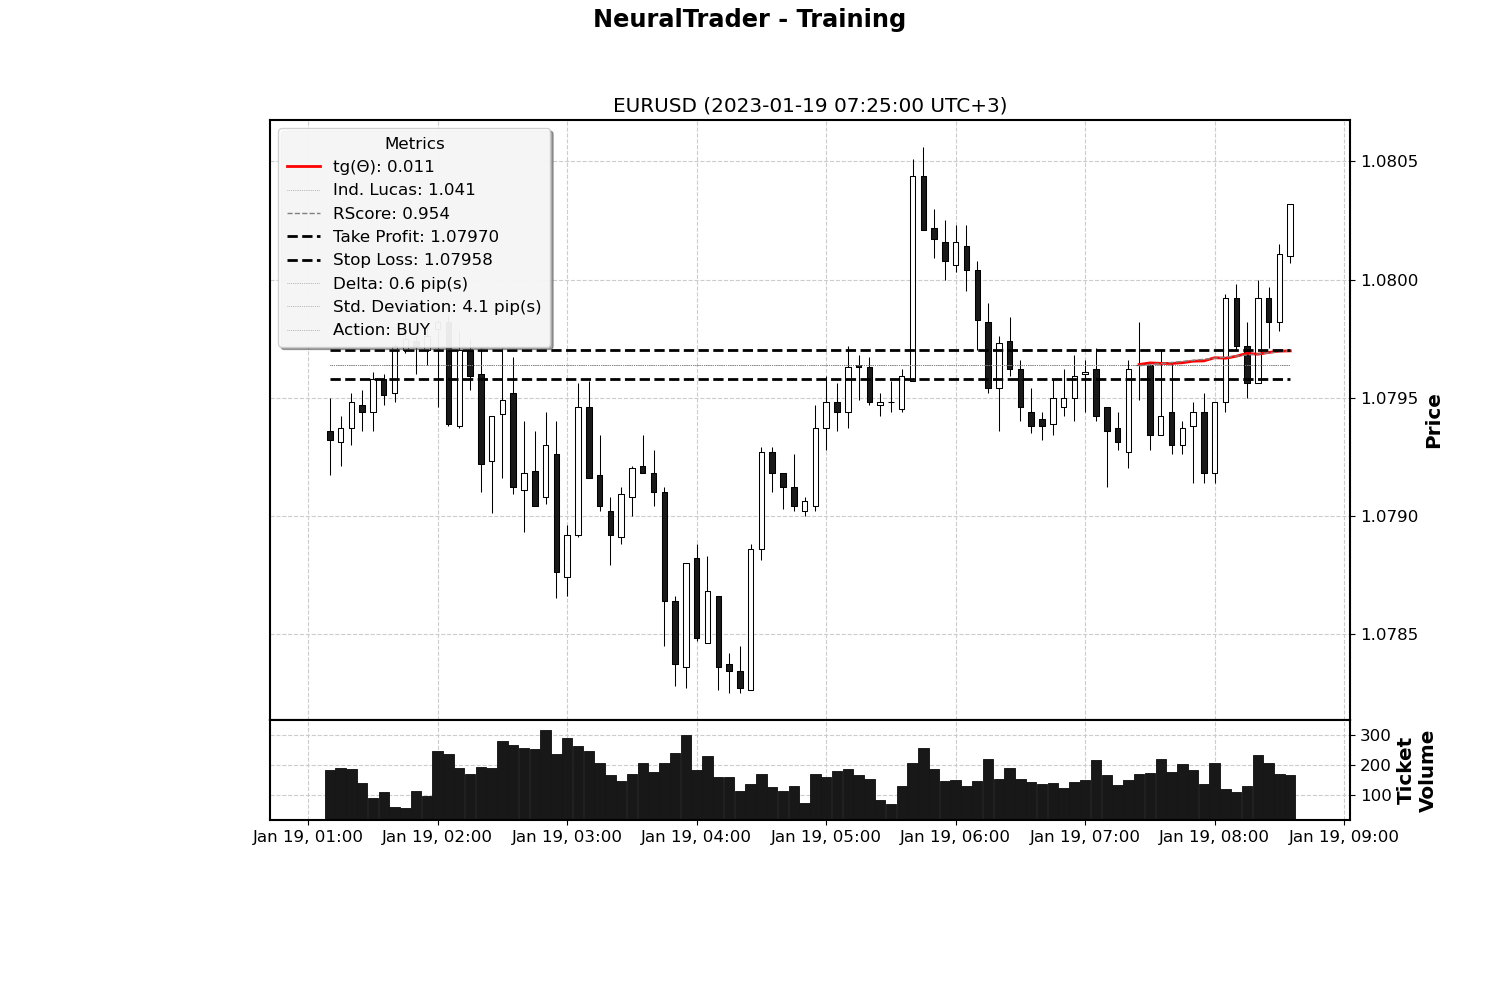 NeuralTrader - Training
EURUSD (2023-01-19 07:25:00 UTC+3)
Metrics
tg(Θ): 0.011
Ind. Lucas: 1.041
RScore: 0.954
Take Profit: 1.07970
Stop Loss: 1.07958
Delta: 0.6 pip(s)
Std. Deviation: 4.1 pip(s)
Action: BUY
1.0805
1.0800
1.0795
1.0790
1.0785
Price
300
200
100
Ticket
Volume
Jan 19, 01:00
Jan 19, 02:00
Jan 19, 03:00
Jan 19, 04:00
Jan 19, 05:00
Jan 19, 06:00
Jan 19, 07:00
Jan 19, 08:00
Jan 19, 09:00